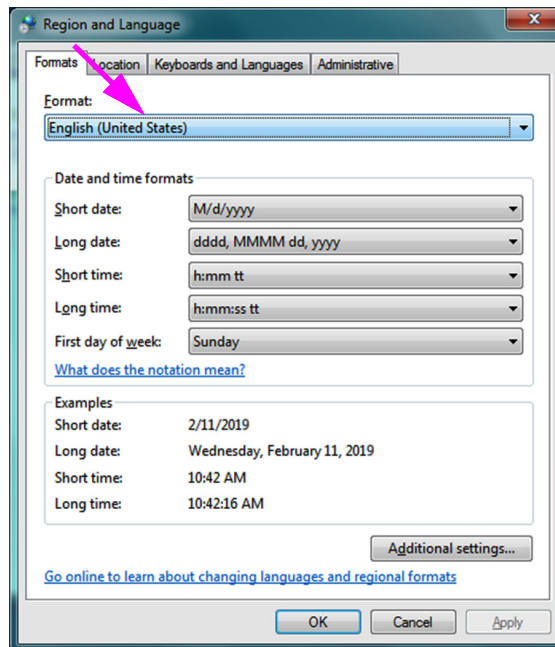 Region and Language
Formats Location Keyboards and Languages Administrative
Format:
English (United States)
Date and time formats
Short date: M/d/yyyy
Long date: dddd, MMMM dd, yyyy
Short time: h:mm tt
Long time: h:mm:ss tt
First day of week: Sunday
What does the notation mean?
Examples
Short date: 2/11/2019
Long date: Wednesday, February 11, 2019
Short time: 10:42 AM
Long time: 10:42:16 AM
Additional settings...
Go online to learn about changing languages and regional formats
OK Cancel Apply